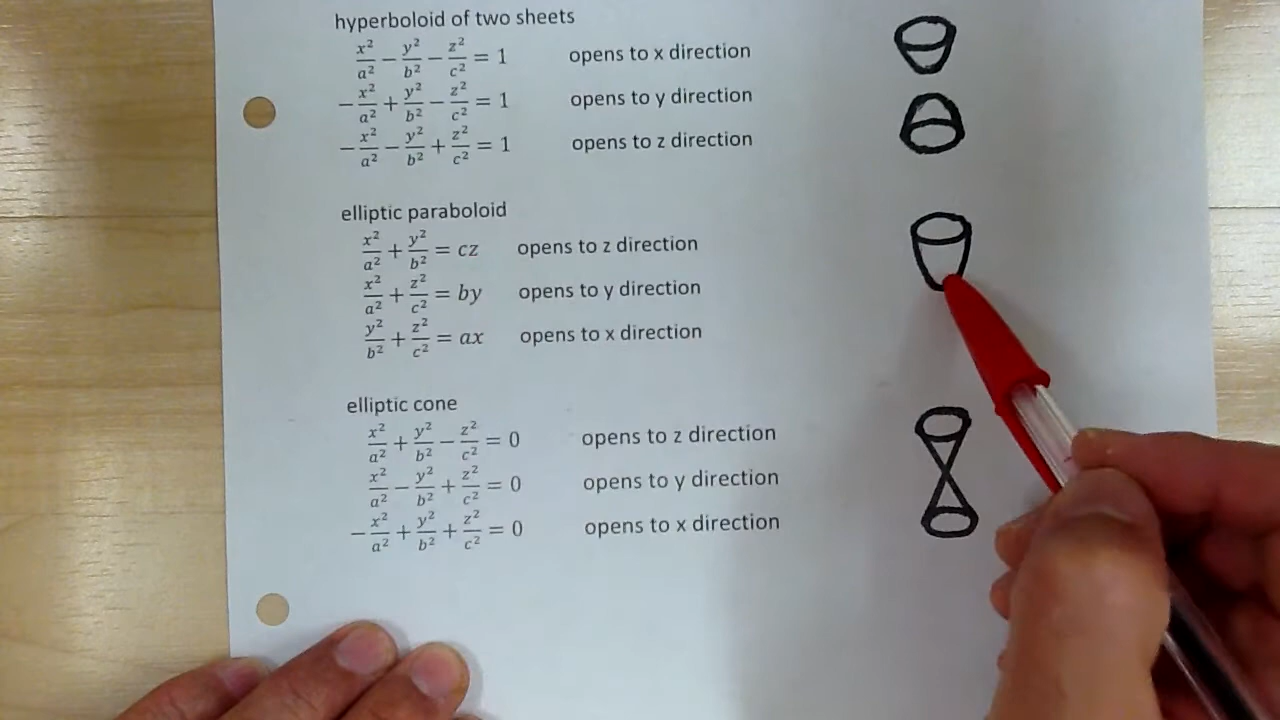 hyperboloid of two sheets
x²/a² − y²/b² − z²/c² = 1 opens to x direction
−x²/a² + y²/b² − z²/c² = 1 opens to y direction
−x²/a² − y²/b² + z²/c² = 1 opens to z direction
elliptic paraboloid
x²/a² + y²/b² = cz opens to z direction
x²/a² + z²/c² = by opens to y direction
y²/b² + z²/c² = ax opens to x direction
elliptic cone
x²/a² + y²/b² − z²/c² = 0 opens to z direction
x²/a² − y²/b² + z²/c² = 0 opens to y direction
−x²/a² + y²/b² + z²/c² = 0 opens to x direction